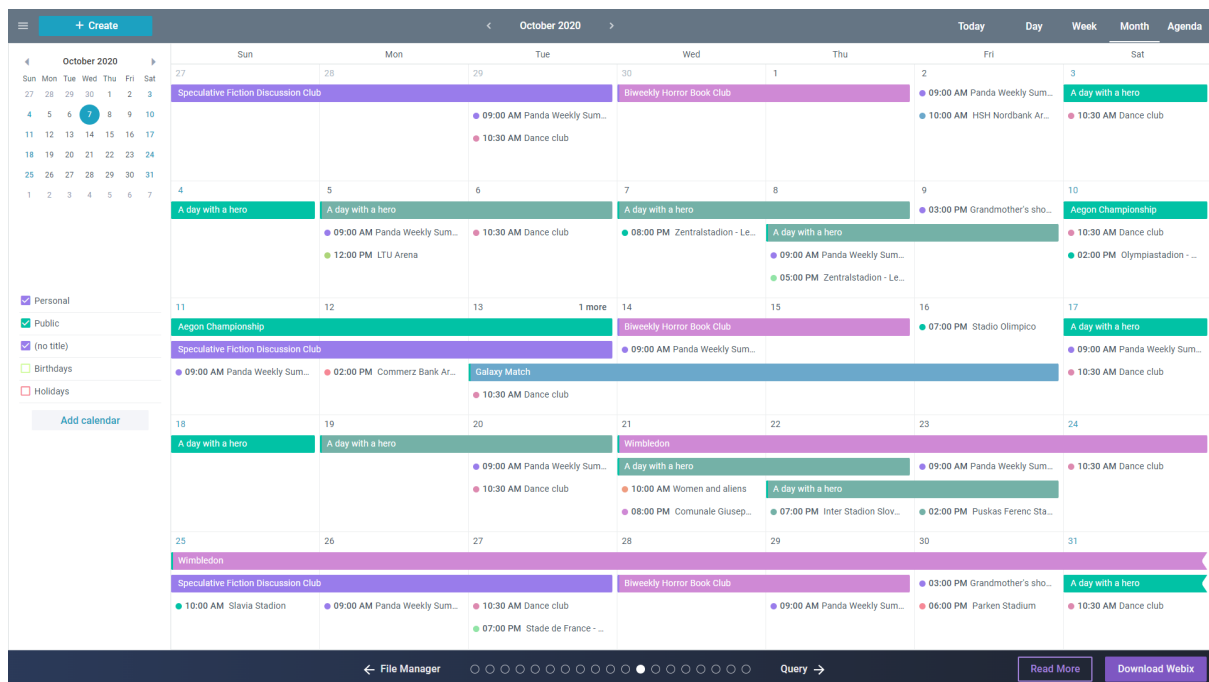 + Create
October 2020
Today Day Week Month Agenda
October 2020
Sun Mon Tue Wed Thu Fri Sat
27 28 29 30 1 2 3
4 5 6 7 8 9 10
11 12 13 14 15 16 17
18 19 20 21 22 23 24
25 26 27 28 29 30 31
1 2 3 4 5 6 7
Personal
Public
(no title)
Birthdays
Holidays
Add calendar
Sun Mon Tue Wed Thu Fri Sat
27 28 29 30 1 2 3
Speculative Fiction Discussion Club Biweekly Horror Book Club 09:00 AM Panda Weekly Sum... A day with a hero
09:00 AM Panda Weekly Sum... 10:00 AM HSH Nordbank Ar... 10:30 AM Dance club
10:30 AM Dance club
4 5 6 7 8 9 10
A day with a hero A day with a hero A day with a hero 03:00 PM Grandmother's sho... Aegon Championship
09:00 AM Panda Weekly Sum... 10:30 AM Dance club 08:00 PM Zentralstadion - Le... A day with a hero 10:30 AM Dance club
12:00 PM LTU Arena 09:00 AM Panda Weekly Sum... 02:00 PM Olympiastadion - ...
05:00 PM Zentralstadion - Le...
11 12 13 1 more 14 15 16 17
Aegon Championship Biweekly Horror Book Club 07:00 PM Stadio Olimpico A day with a hero
Speculative Fiction Discussion Club 09:00 AM Panda Weekly Sum... 09:00 AM Panda Weekly Sum...
09:00 AM Panda Weekly Sum... 02:00 PM Commerz Bank Ar... Galaxy Match 10:30 AM Dance club
10:30 AM Dance club
18 19 20 21 22 23 24
A day with a hero A day with a hero Wimbledon
09:00 AM Panda Weekly Sum... A day with a hero 09:00 AM Panda Weekly Sum... 10:30 AM Dance club
10:30 AM Dance club 10:00 AM Women and aliens A day with a hero
08:00 PM Comunale Giusep... 07:00 PM Inter Stadion Slov... 02:00 PM Puskas Ferenc Sta...
25 26 27 28 29 30 31
Wimbledon
Speculative Fiction Discussion Club Biweekly Horror Book Club 03:00 PM Grandmother's sho... A day with a hero
10:00 AM Slavia Stadion 09:00 AM Panda Weekly Sum... 10:30 AM Dance club 09:00 AM Panda Weekly Sum... 06:00 PM Parken Stadium 10:30 AM Dance club
07:00 PM Stade de France - ...
← File Manager Query → Read More Download Webix